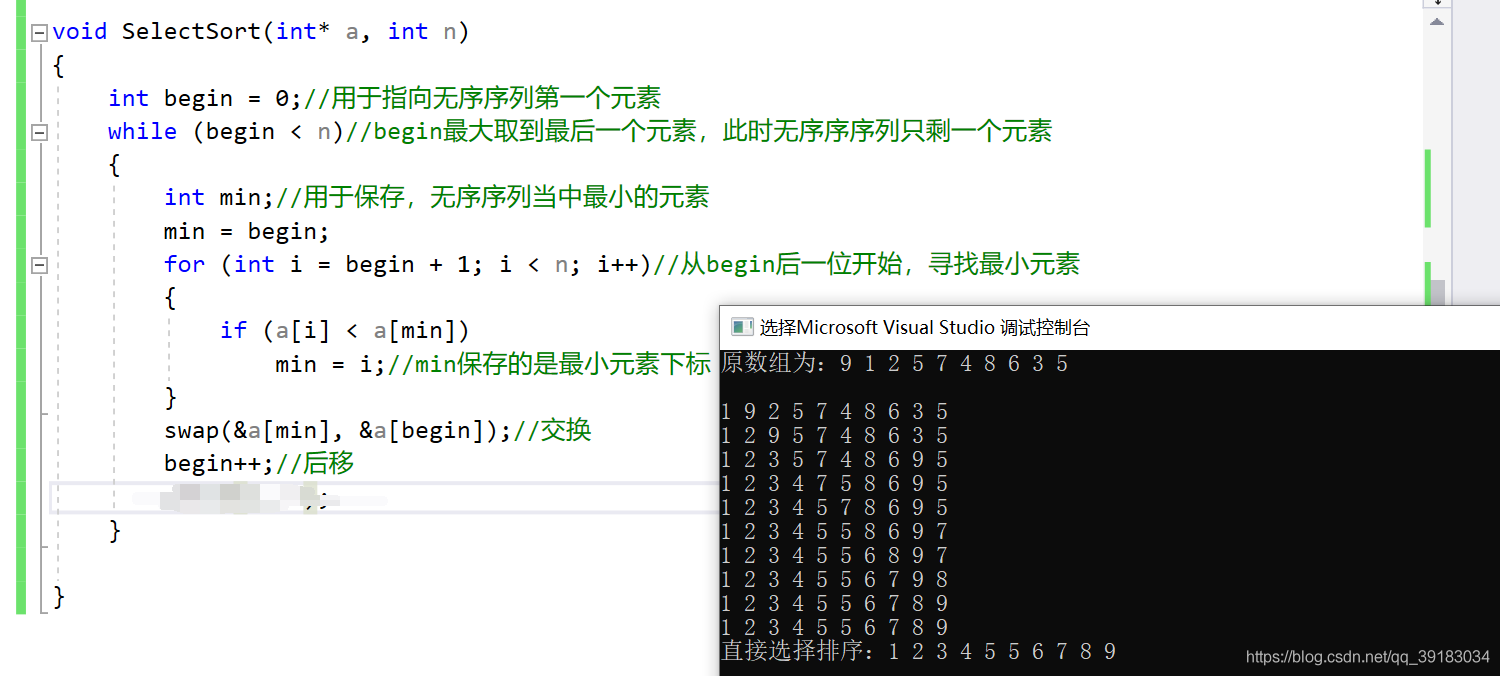 void SelectSort(int* a, int n)
{
int begin = 0;//用于指向无序序列第一个元素
while (begin < n)//begin最大取到最后一个元素，此时无序序序列只剩一个元素
{
int min;//用于保存，无序序列当中最小的元素
min = begin;
for (int i = begin + 1; i < n; i++)//从begin后一位开始，寻找最小元素
{
if (a[i] < a[min])
min = i;//min保存的是最小元素下标
}
swap(&a[min], &a[begin]);//交换
begin++;//后移
}
}
选择Microsoft Visual Studio 调试控制台
原数组为：9 1 2 5 7 4 8 6 3 5
1 9 2 5 7 4 8 6 3 5
1 2 9 5 7 4 8 6 3 5
1 2 3 5 7 4 8 6 9 5
1 2 3 4 7 5 8 6 9 5
1 2 3 4 5 7 8 6 9 5
1 2 3 4 5 5 8 6 9 7
1 2 3 4 5 5 6 8 9 7
1 2 3 4 5 5 6 7 9 8
1 2 3 4 5 5 6 7 8 9
1 2 3 4 5 5 6 7 8 9
直接选择排序：1 2 3 4 5 5 6 7 8 9
https://blog.csdn.net/qq_39183034